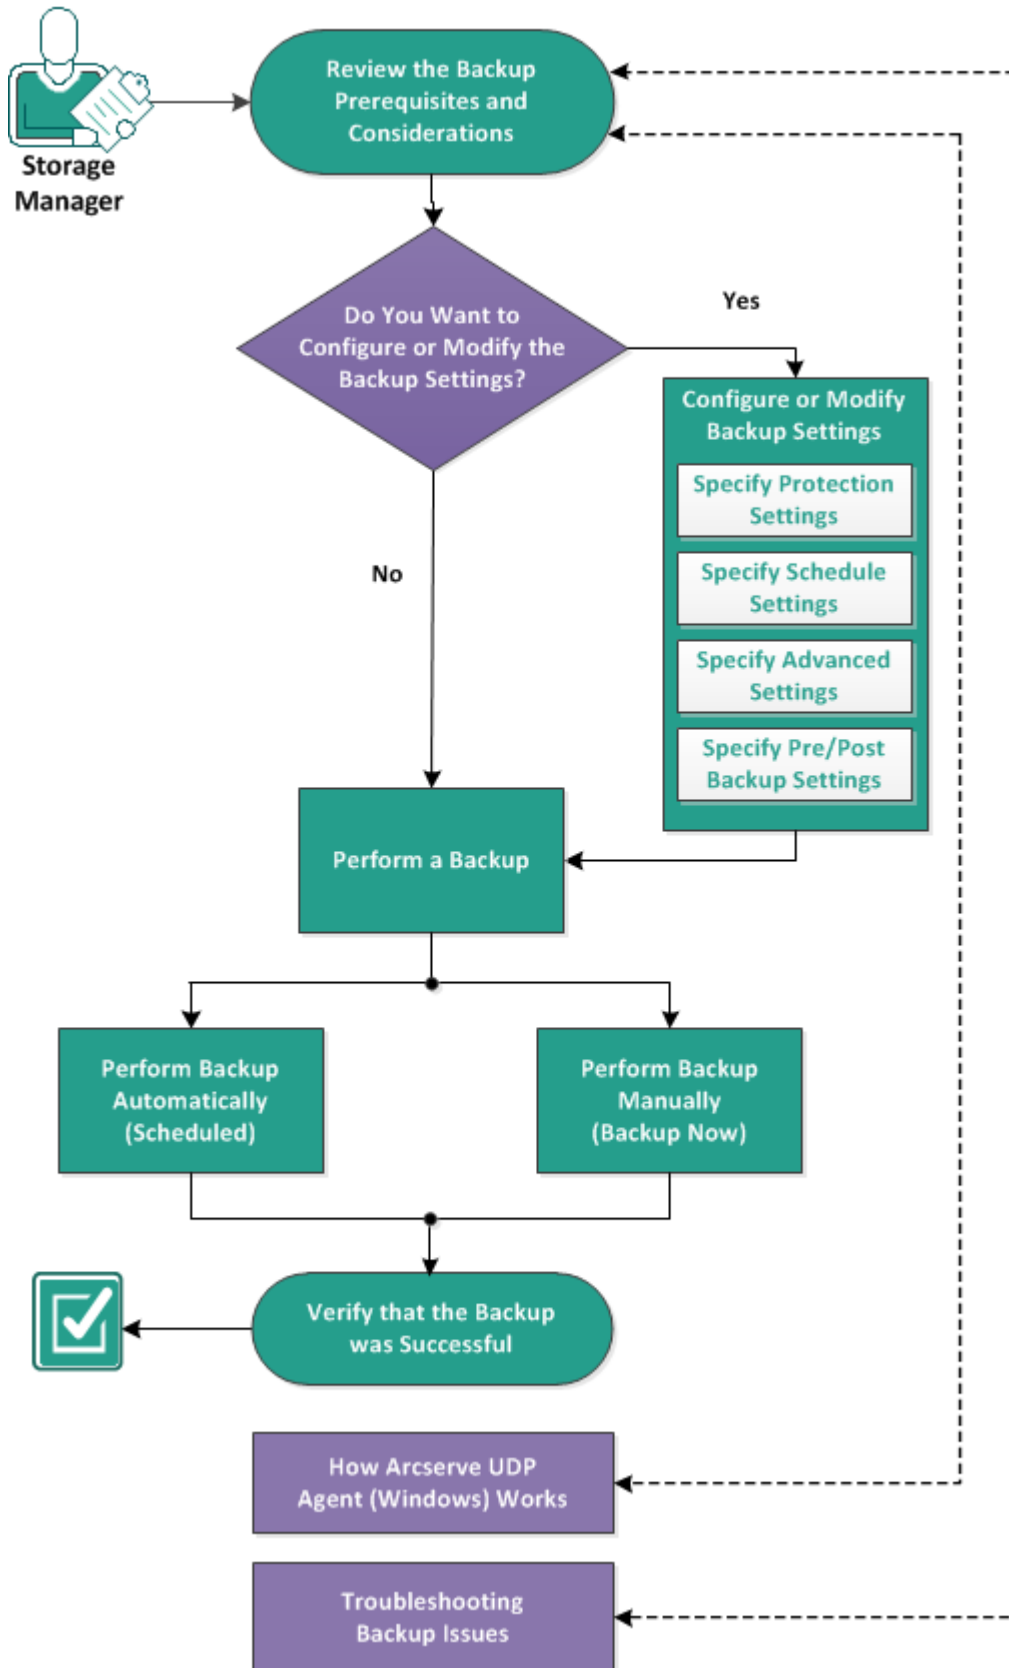 Storage
Manager
Review the Backup
Prerequisites and
Considerations
Do You Want to
Configure or Modify the
Backup Settings?
Yes
No
Configure or Modify
Backup Settings
Specify Protection
Settings
Specify Schedule
Settings
Specify Advanced
Settings
Specify Pre/Post
Backup Settings
Perform a Backup
Perform Backup
Automatically
(Scheduled)
Perform Backup
Manually
(Backup Now)
Verify that the Backup
was Successful
How Arcserve UDP
Agent (Windows) Works
Troubleshooting
Backup Issues